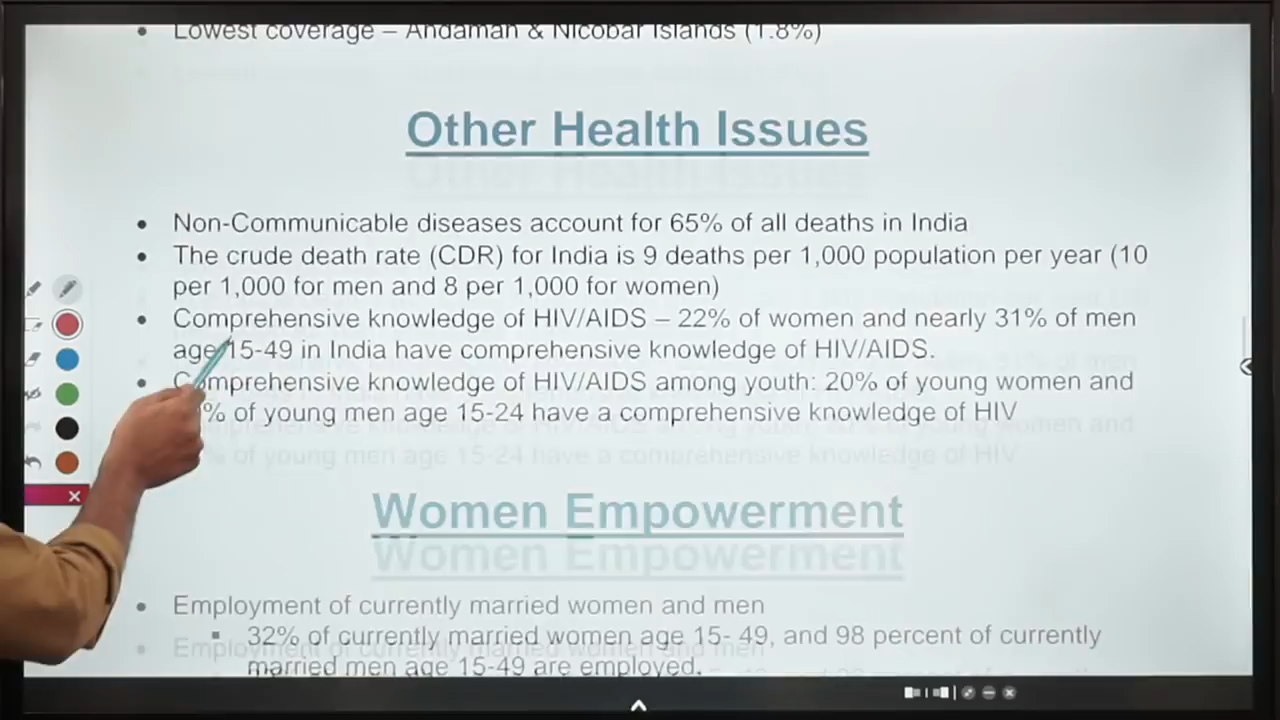 Lowest coverage – Andaman & Nicobar Islands (1.8%)
Other Health Issues
Non-Communicable diseases account for 65% of all deaths in India
The crude death rate (CDR) for India is 9 deaths per 1,000 population per year (10
per 1,000 for men and 8 per 1,000 for women)
Comprehensive knowledge of HIV/AIDS – 22% of women and nearly 31% of men
age 15-49 in India have comprehensive knowledge of HIV/AIDS.
Comprehensive knowledge of HIV/AIDS among youth: 20% of young women and
% of young men age 15-24 have a comprehensive knowledge of HIV
Women Empowerment
Employment of currently married women and men
32% of currently married women age 15- 49, and 98 percent of currently
married men age 15-49 are employed.